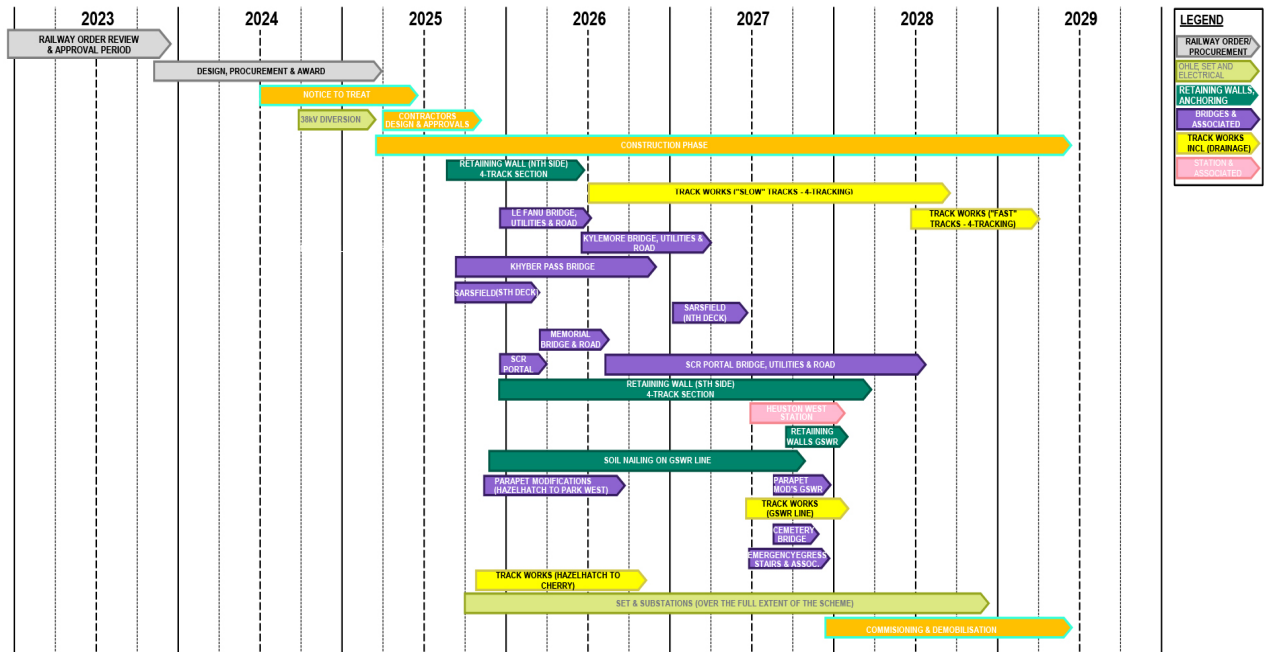 2023 2024 2025 2026 2027 2028 2029
LEGEND
RAILWAY ORDER/
PROCUREMENT
OHLE, SET AND
ELECTRICAL
RETAINING WALLS,
ANCHORING
BRIDGES &
ASSOCIATED
TRACK WORKS
INCL (DRAINAGE)
STATION &
ASSOCIATED
RAILWAY ORDER REVIEW
& APPROVAL PERIOD
DESIGN, PROCUREMENT & AWARD
NOTICE TO TREAT
38kV DIVERSION
CONTRACTORS
DESIGN & APPROVALS
CONSTRUCTION PHASE
RETAIINING WALL (NTH SIDE)
4-TRACK SECTION
TRACK WORKS ("SLOW" TRACKS - 4-TRACKING)
LE FANU BRIDGE,
UTILITIES & ROAD
TRACK WORKS ("FAST"
TRACKS - 4-TRACKING)
KYLEMORE BRIDGE, UTILITIES &
ROAD
KHYBER PASS BRIDGE
SARSFIELD(STH DECK)
SARSFIELD
(NTH DECK)
MEMORIAL
BRIDGE & ROAD
SCR
PORTAL
SCR PORTAL BRIDGE, UTILITIES & ROAD
RETAIINING WALL (STH SIDE)
4-TRACK SECTION
HEUSTON WEST
STATION
RETAIINING
WALLS GSWR
SOIL NAILING ON GSWR LINE
PARAPET MODIFICATIONS
(HAZELHATCH TO PARK WEST)
PARAPET
MOD'S GSWR
TRACK WORKS
(GSWR LINE)
CEMETERY
BRIDGE
EMERGENCYEGRESS
STAIRS & ASSOC.
TRACK WORKS (HAZELHATCH TO
CHERRY)
SET & SUBSTATIONS (OVER THE FULL EXTENT OF THE SCHEME)
COMMISIONING & DEMOBILISATION